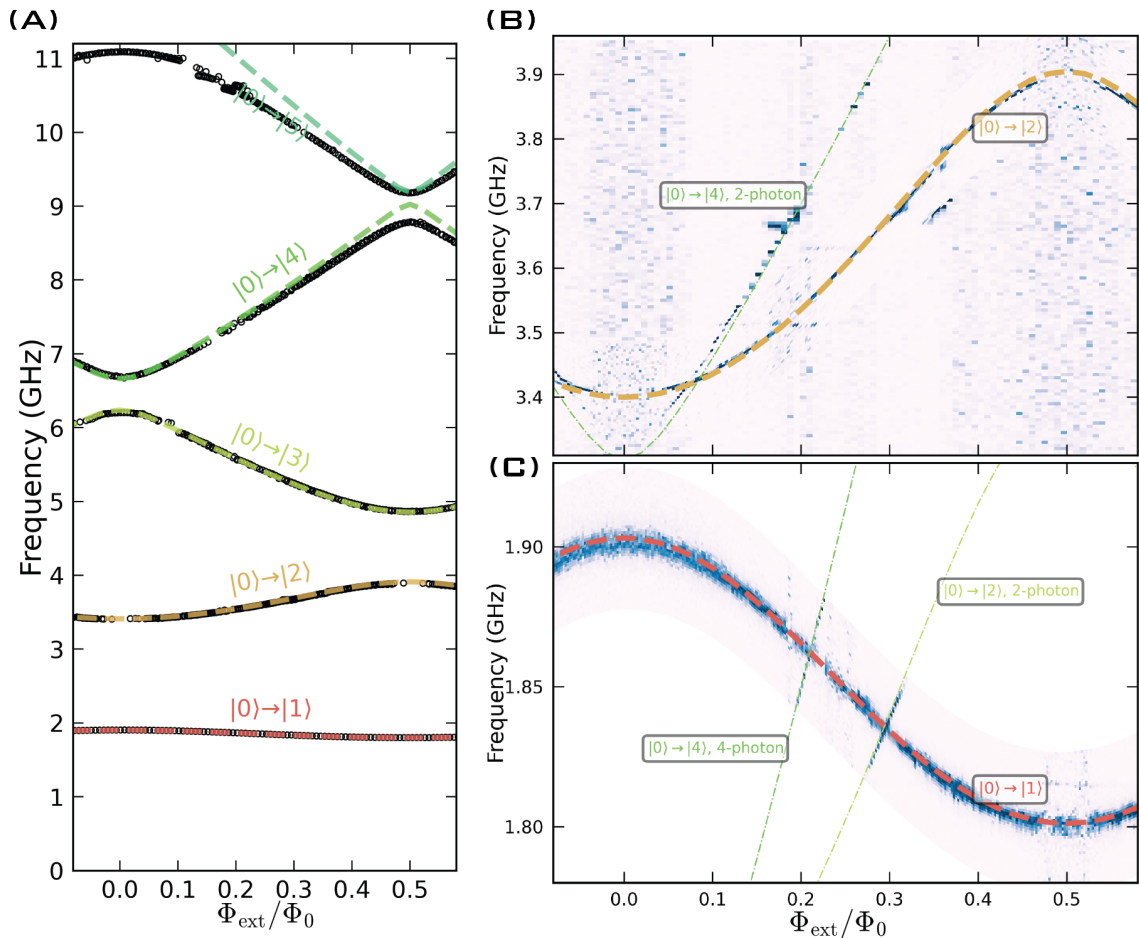 (A)
11
10
9
8
7
6
5
4
3
2
1
0
Frequency (GHz)
|0⟩→|5⟩
|0⟩→|4⟩
|0⟩→|3⟩
|0⟩→|2⟩
|0⟩→|1⟩
0.0 0.1 0.2 0.3 0.4 0.5
Φext/Φ0
(B)
3.9
3.8
3.7
3.6
3.5
3.4
Frequency (GHz)
|0⟩→|2⟩
|0⟩→|4⟩, 2-photon
(C)
1.90
1.85
1.80
Frequency (GHz)
|0⟩→|2⟩, 2-photon
|0⟩→|4⟩, 4-photon
|0⟩→|1⟩
0.0 0.1 0.2 0.3 0.4 0.5
Φext/Φ0